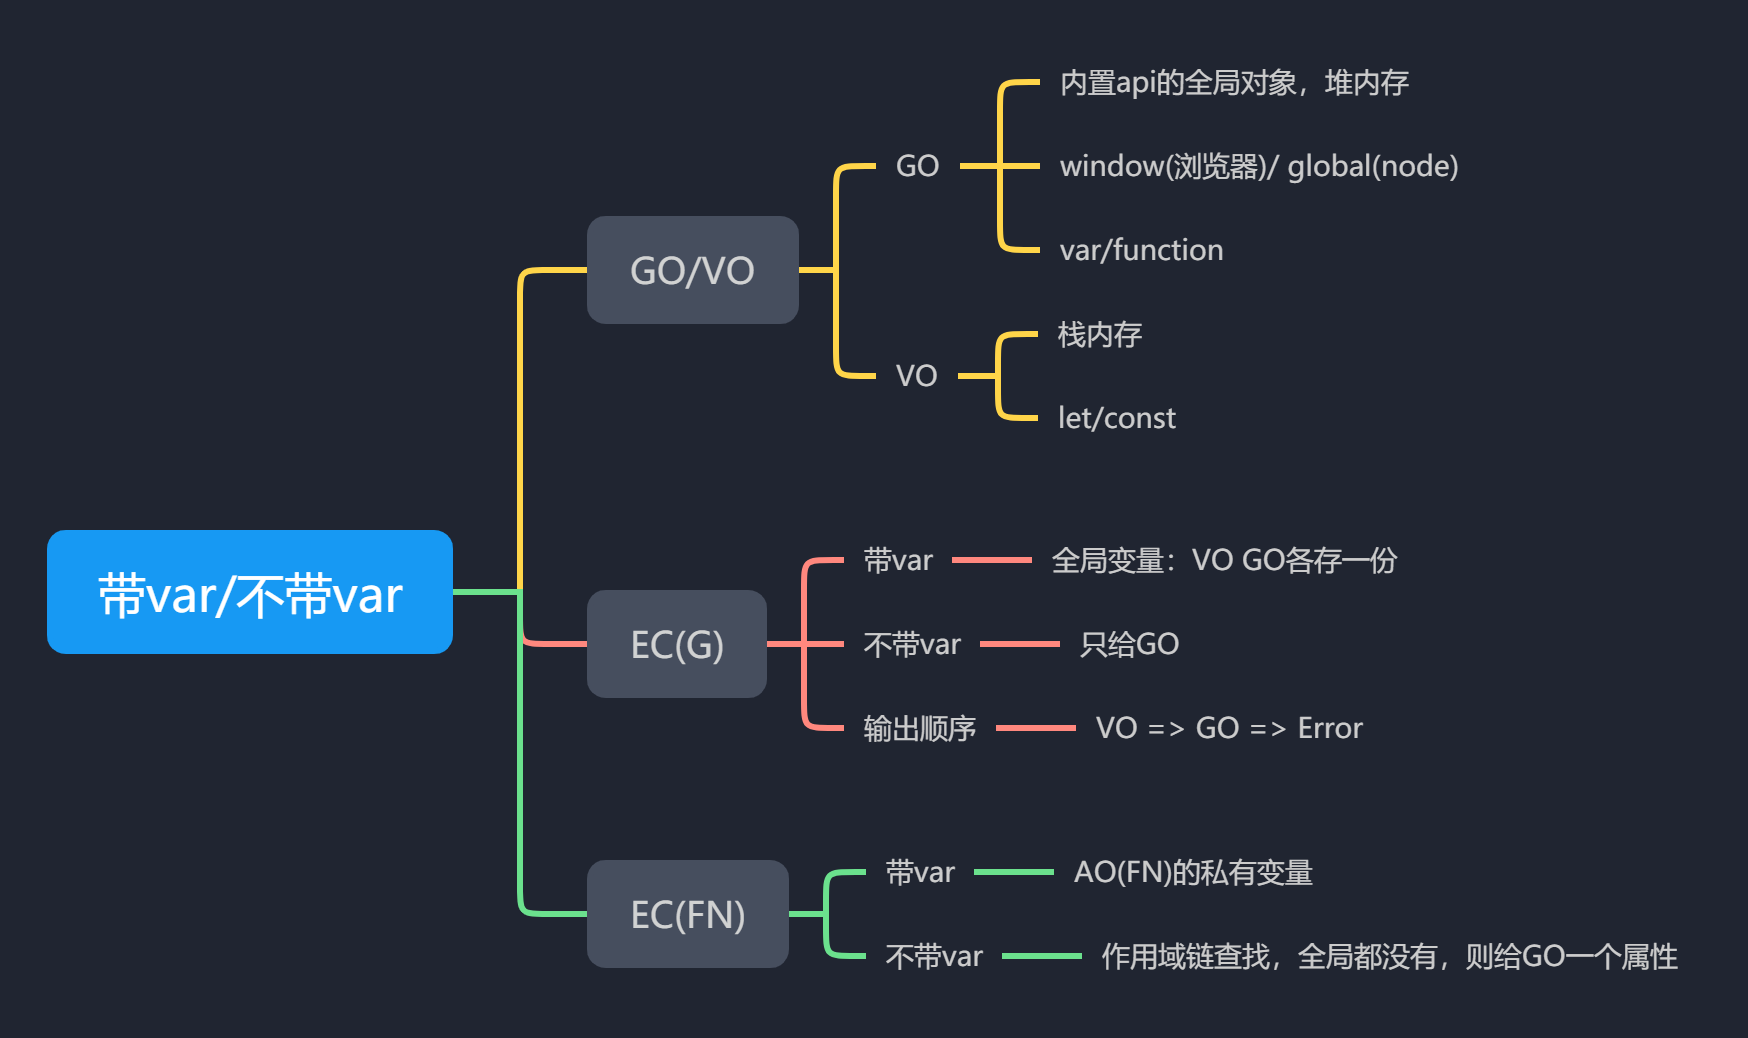 带var/不带var
GO/VO
GO
内置api的全局对象，堆内存
window(浏览器)/ global(node)
var/function
VO
栈内存
let/const
EC(G)
带var
全局变量：VO GO各存一份
不带var
只给GO
输出顺序
VO => GO => Error
EC(FN)
带var
AO(FN)的私有变量
不带var
作用域链查找，全局都没有，则给GO一个属性